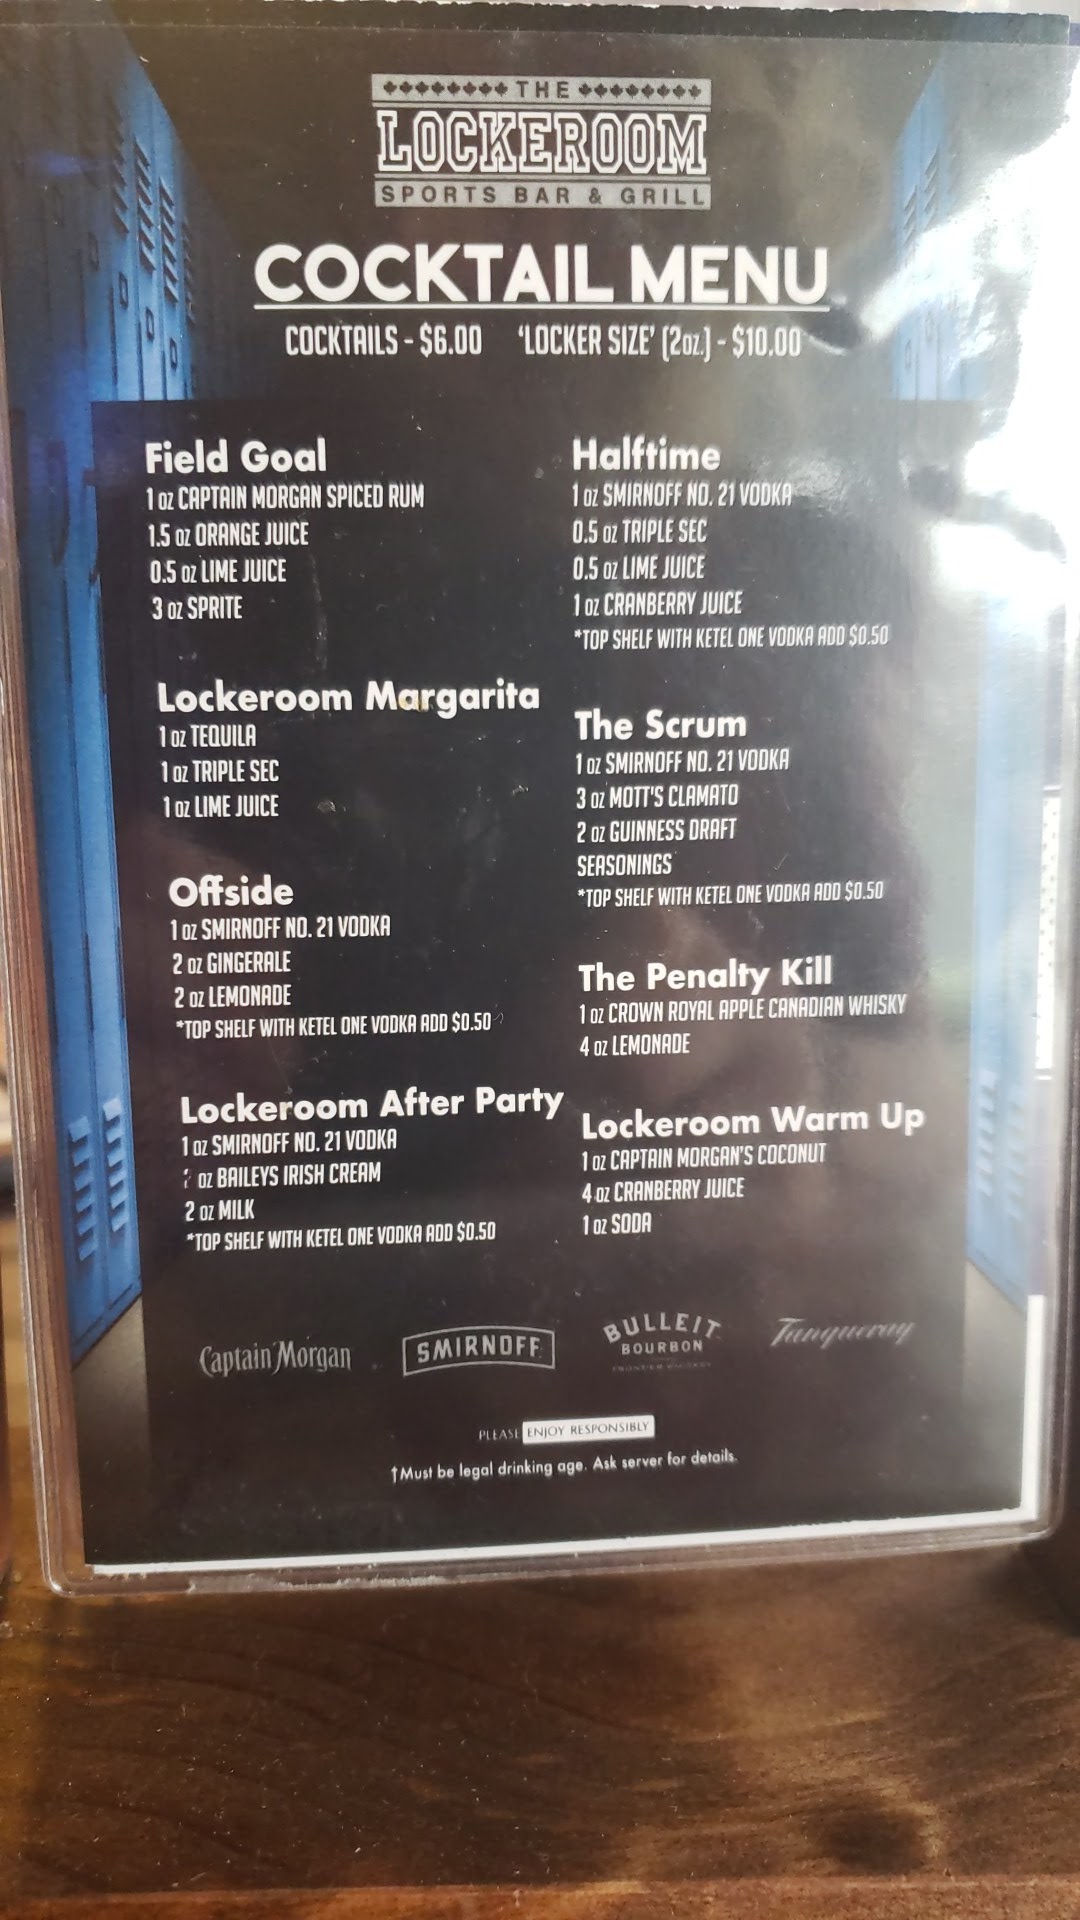 THE
LOCKEROOM
SPORTS BAR & GRILL
COCKTAIL MENU
COCKTAILS - $6.00 'LOCKER SIZE' (2oz.) - $10.00
Field Goal
1 oz CAPTAIN MORGAN SPICED RUM
1.5 oz ORANGE JUICE
0.5 oz LIME JUICE
3 oz SPRITE
Lockeroom Margarita
1 oz TEQUILA
1 oz TRIPLE SEC
1 oz LIME JUICE
Offside
1 oz SMIRNOFF NO. 21 VODKA
2 oz GINGERALE
2 oz LEMONADE
*TOP SHELF WITH KETEL ONE VODKA ADD $0.50
Lockeroom After Party
1 oz SMIRNOFF NO. 21 VODKA
oz BAILEYS IRISH CREAM
2 oz MILK
*TOP SHELF WITH KETEL ONE VODKA ADD $0.50
Halftime
1 oz SMIRNOFF NO. 21 VODKA
0.5 oz TRIPLE SEC
0.5 oz LIME JUICE
1 oz CRANBERRY JUICE
*TOP SHELF WITH KETEL ONE VODKA ADD $0.50
The Scrum
1 oz SMIRNOFF NO. 21 VODKA
3 oz MOTT'S CLAMATO
2 oz GUINNESS DRAFT
SEASONINGS
*TOP SHELF WITH KETEL ONE VODKA ADD $0.50
The Penalty Kill
1 oz CROWN ROYAL APPLE CANADIAN WHISKY
4 oz LEMONADE
Lockeroom Warm Up
1 oz CAPTAIN MORGAN'S COCONUT
4 oz CRANBERRY JUICE
1 oz SODA
Captain Morgan
SMIRNOFF
BULLEIT
BOURBON
FRONTIER WHISKEY
Tanqueray
PLEASE ENJOY RESPONSIBLY
†Must be legal drinking age. Ask server for details.